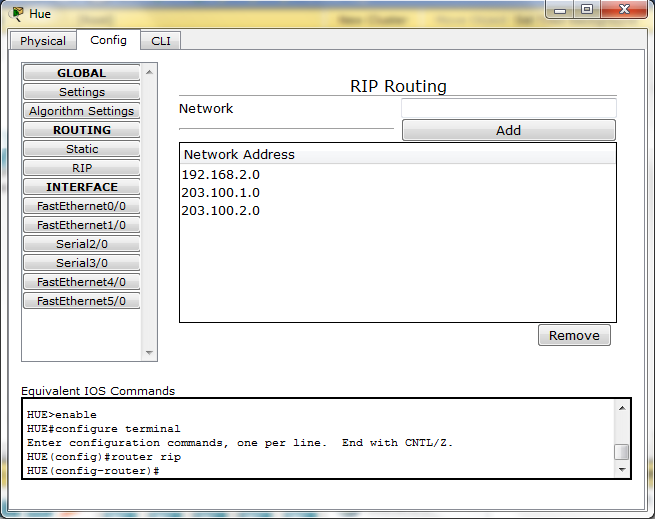 Hue
Physical
Config
CLI
GLOBAL
Settings
Algorithm Settings
ROUTING
Static
RIP
INTERFACE
FastEthernet0/0
FastEthernet1/0
Serial2/0
Serial3/0
FastEthernet4/0
FastEthernet5/0
RIP Routing
Network
Add
Network Address
192.168.2.0
203.100.1.0
203.100.2.0
Remove
Equivalent IOS Commands
HUE>enable
HUE#configure terminal
Enter configuration commands, one per line.  End with CNTL/Z.
HUE(config)#router rip
HUE(config-router)#